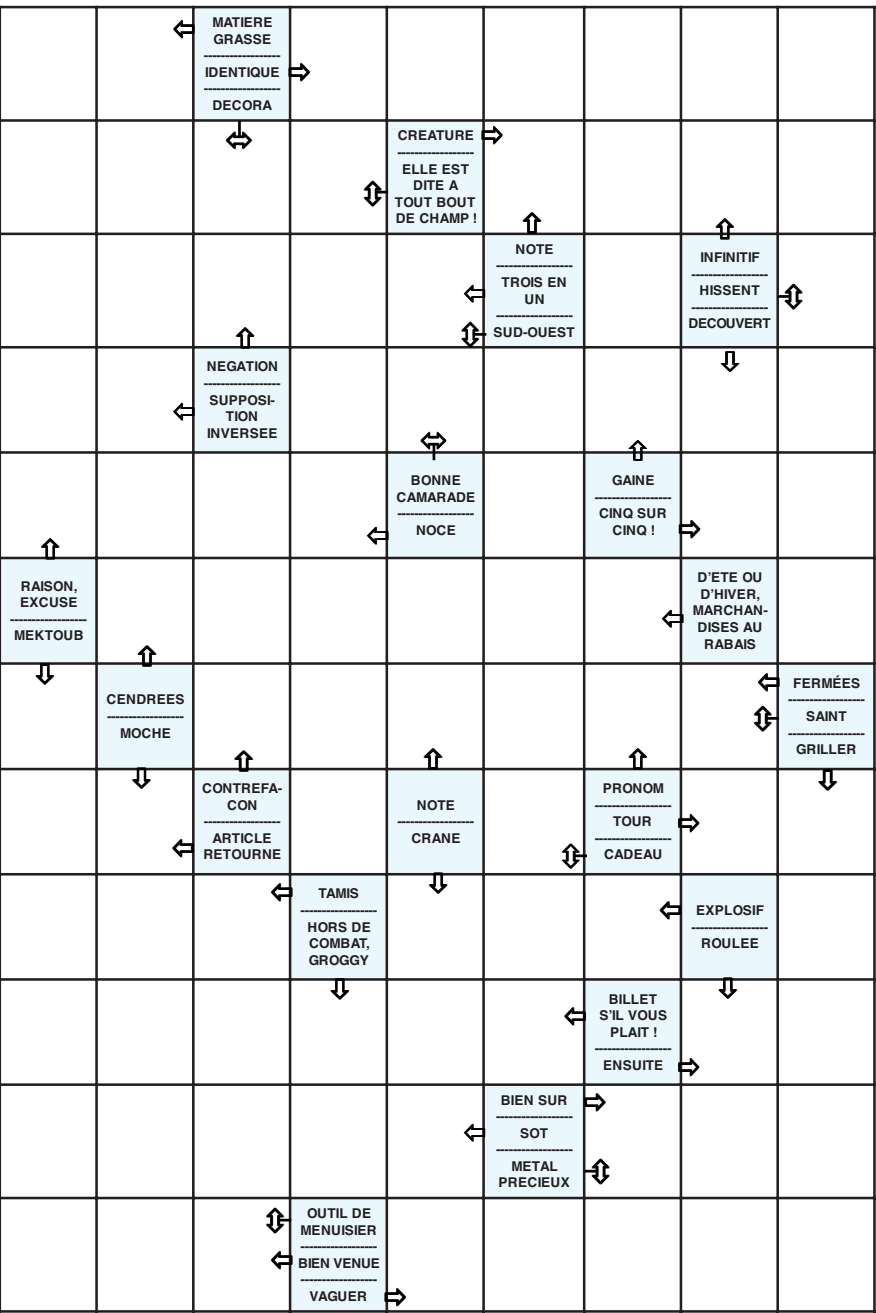 MATIERE
GRASSE
IDENTIQUE
DECORA
CREATURE
ELLE EST
DITE A
TOUT BOUT
DE CHAMP !
NOTE
TROIS EN
UN
SUD-OUEST
INFINITIF
HISSENT
DECOUVERT
NEGATION
SUPPOSI-
TION
INVERSEE
BONNE
CAMARADE
NOCE
GAINE
CINQ SUR
CINQ !
RAISON,
EXCUSE
MEKTOUB
D'ETE OU
D'HIVER,
MARCHAN-
DISES AU
RABAIS
CENDREES
MOCHE
FERMÉES
SAINT
GRILLER
CONTREFA-
CON
ARTICLE
RETOURNE
NOTE
CRANE
PRONOM
TOUR
CADEAU
TAMIS
HORS DE
COMBAT,
GROGGY
EXPLOSIF
ROULEE
BILLET
S'IL VOUS
PLAIT !
ENSUITE
BIEN SUR
SOT
METAL
PRECIEUX
OUTIL DE
MENUISIER
BIEN VENUE
VAGUER